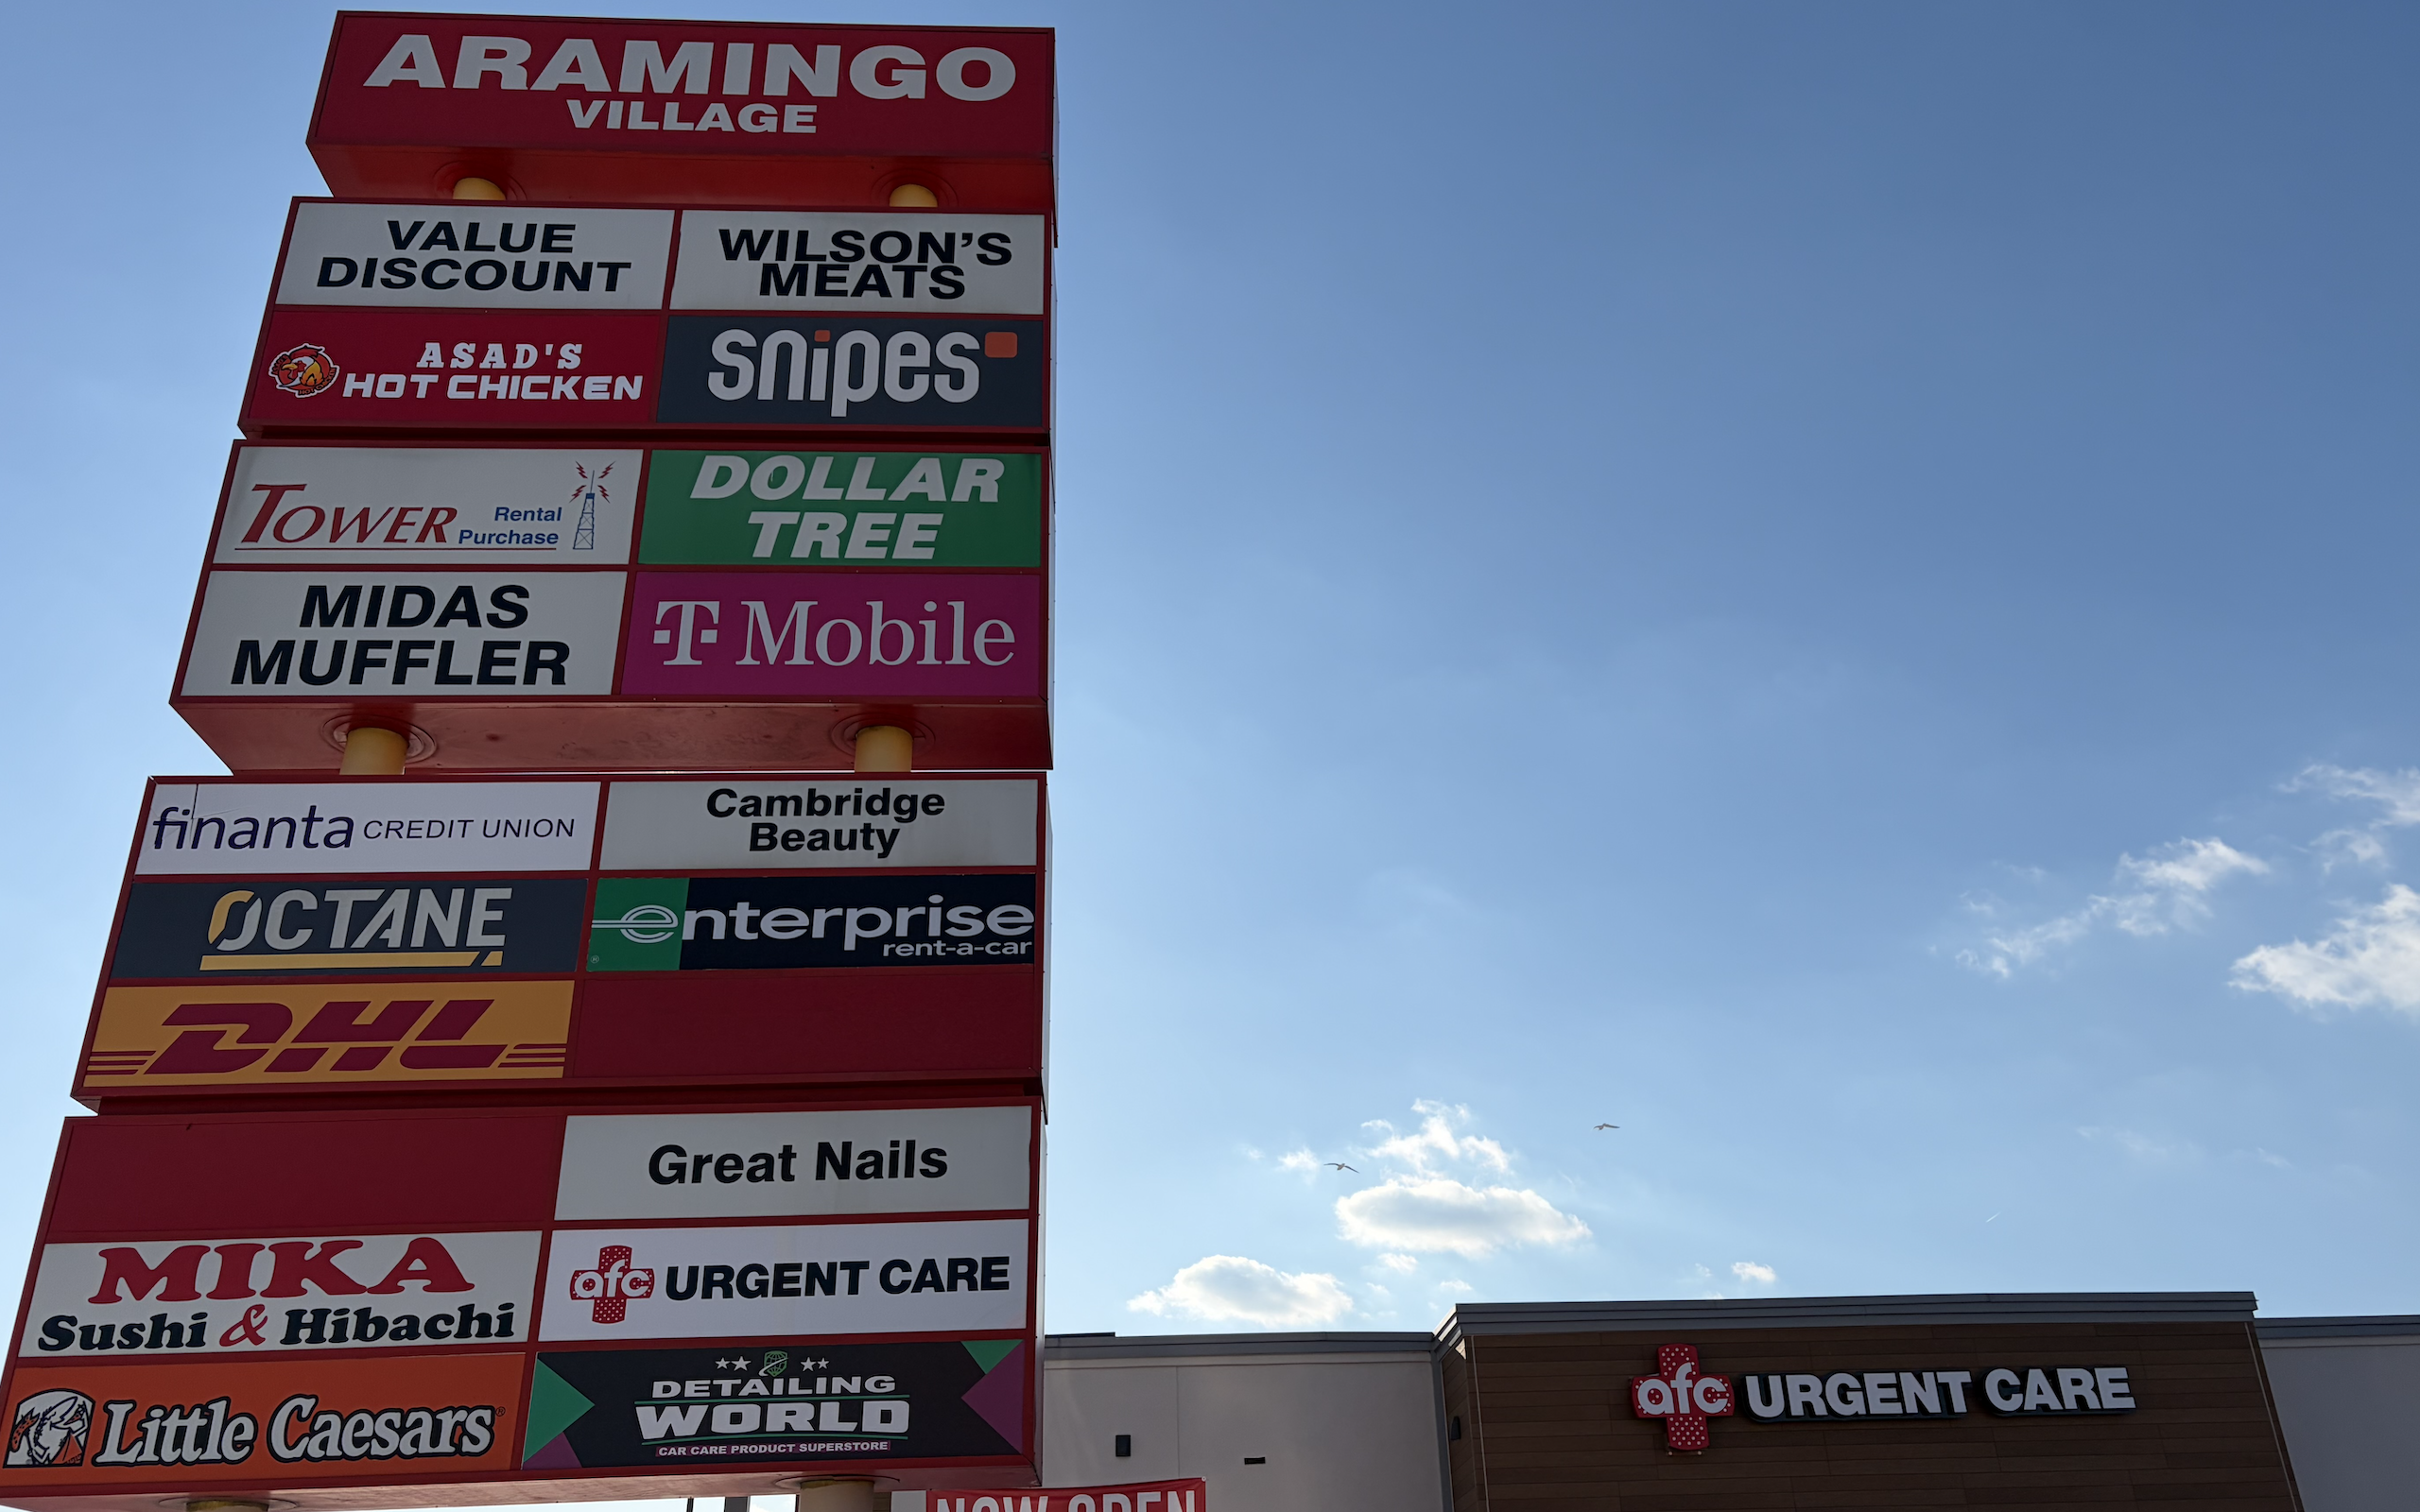 ARAMINGO
VILLAGE
VALUE
DISCOUNT
WILSON'S
MEATS
ASAD'S
HOT CHICKEN
snipes
TOWER Rental
Purchase
DOLLAR
TREE
MIDAS
MUFFLER
T Mobile
finanta CREDIT UNION
Cambridge
Beauty
OCTANE
enterprise
rent-a-car
DHL
Great Nails
MIKA
Sushi & Hibachi
afc URGENT CARE
Little Caesars®
DETAILING
WORLD
CAR CARE PRODUCT SUPERSTORE
afc URGENT CARE
NOW OPEN